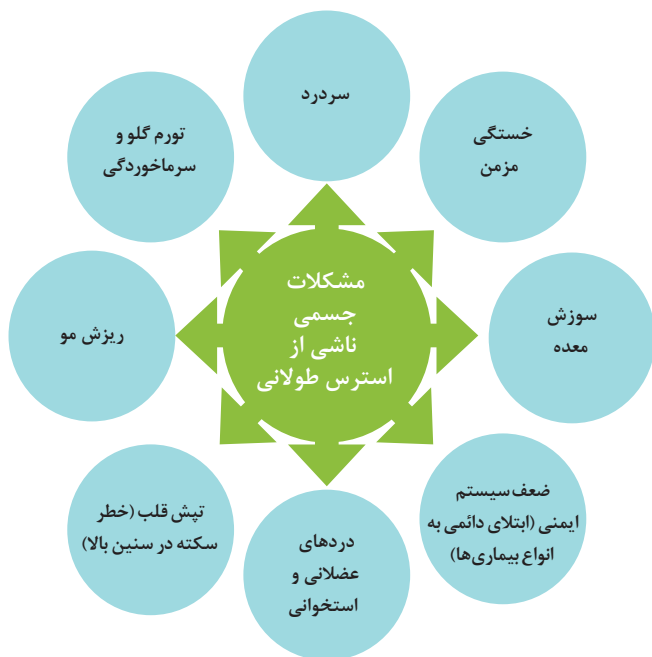 سردرد
خستگی
مزمن
سوزش
معده
ضعف سیستم
ایمنی (ابتلای دائمی به
انواع بیماری‌ها)
دردهای
عضلانی و
استخوانی
تپش قلب (خطر
سکته در سنین بالا)
ریزش مو
تورم گلو و
سرماخوردگی
مشکلات
جسمی
ناشی از
استرس طولانی